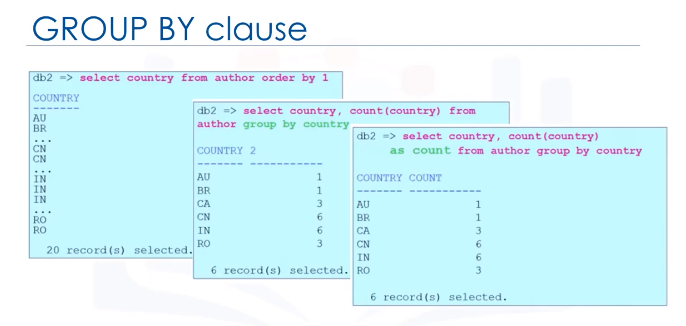 GROUP BY clause
db2 => select country from author order by 1
COUNTRY
-------
AU
BR
...
CN
CN
...
IN
IN
IN
...
RO
RO
20 record(s) selected.
db2 => select country, count(country) from
author group by country
COUNTRY 2
------- -----------
AU 1
BR 1
CA 3
CN 6
IN 6
RO 3
6 record(s) selected.
db2 => select country, count(country)
as count from author group by country
COUNTRY COUNT
------- -----------
AU 1
BR 1
CA 3
CN 6
IN 6
RO 3
6 record(s) selected.